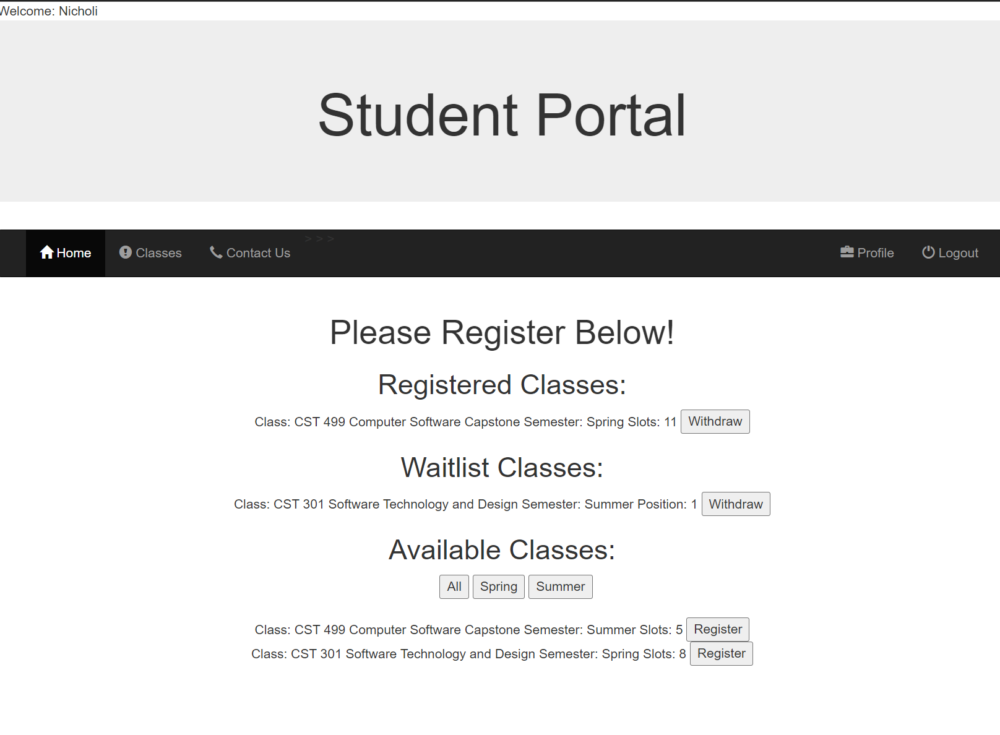 Welcome: Nicholi
Student Portal
Home Classes Contact Us > > > Profile Logout
Please Register Below!
Registered Classes:
Class: CST 499 Computer Software Capstone Semester: Spring Slots: 11 Withdraw
Waitlist Classes:
Class: CST 301 Software Technology and Design Semester: Summer Position: 1 Withdraw
Available Classes:
All Spring Summer
Class: CST 499 Computer Software Capstone Semester: Summer Slots: 5 Register
Class: CST 301 Software Technology and Design Semester: Spring Slots: 8 Register